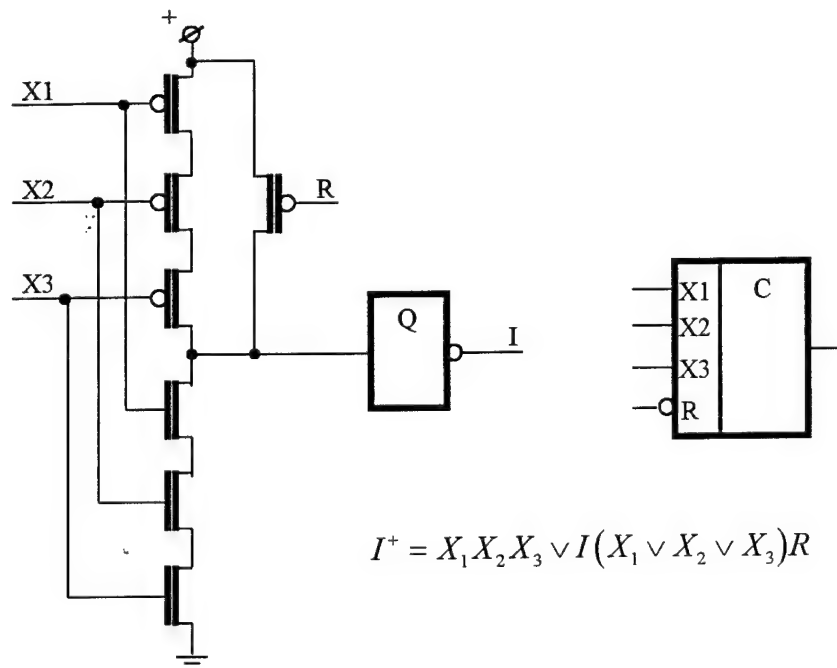 +
X1
X2
R
X3
Q
I
X1
C
X2
X3
R
I⁺ = X₁X₂X₃ ∨ I(X₁ ∨ X₂ ∨ X₃)R